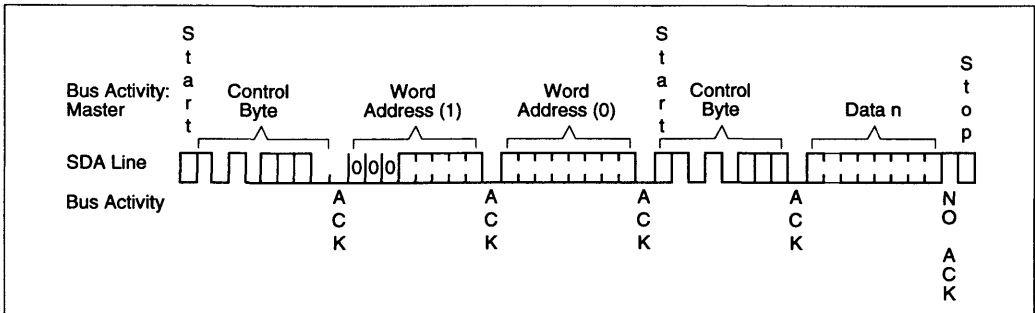 Start
Start
Stop
Bus Activity:
Master
Control
Byte
Word
Address (1)
Word
Address (0)
Control
Byte
Data n
SDA Line
0 0 0
Bus Activity
ACK
ACK
ACK
ACK
NO ACK